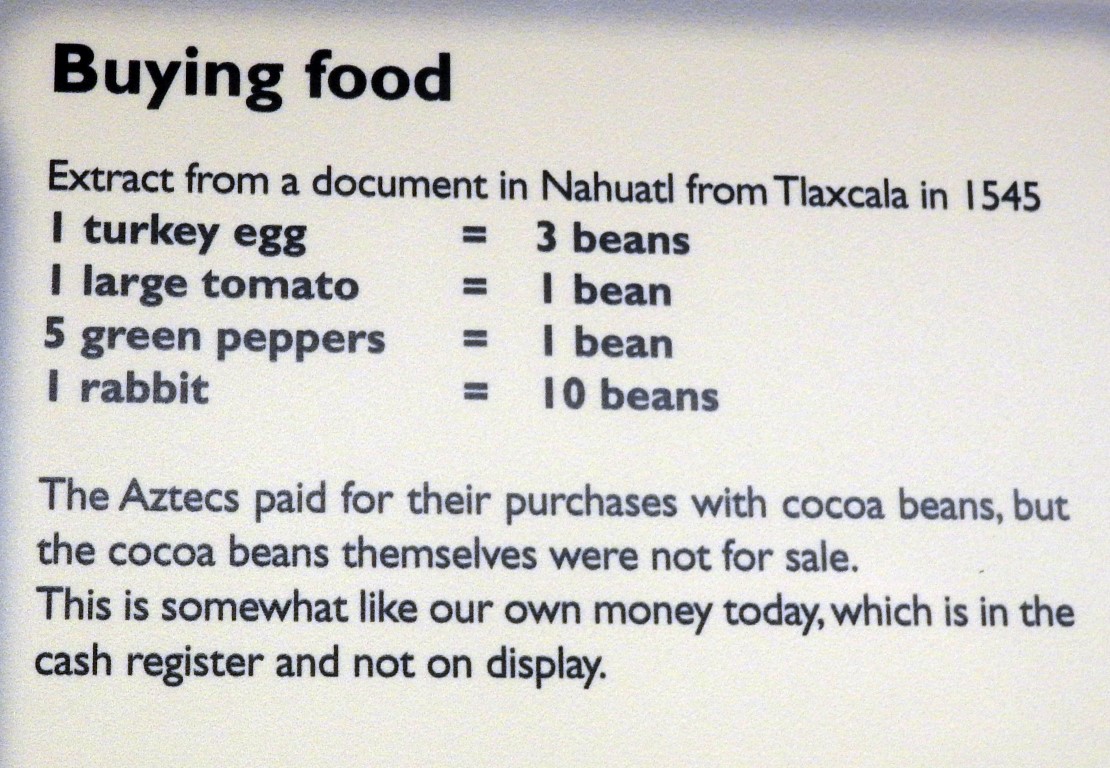 Buying food
Extract from a document in Nahuatl from Tlaxcala in 1545
1 turkey egg = 3 beans
1 large tomato = 1 bean
5 green peppers = 1 bean
1 rabbit = 10 beans
The Aztecs paid for their purchases with cocoa beans, but
the cocoa beans themselves were not for sale.
This is somewhat like our own money today, which is in the
cash register and not on display.